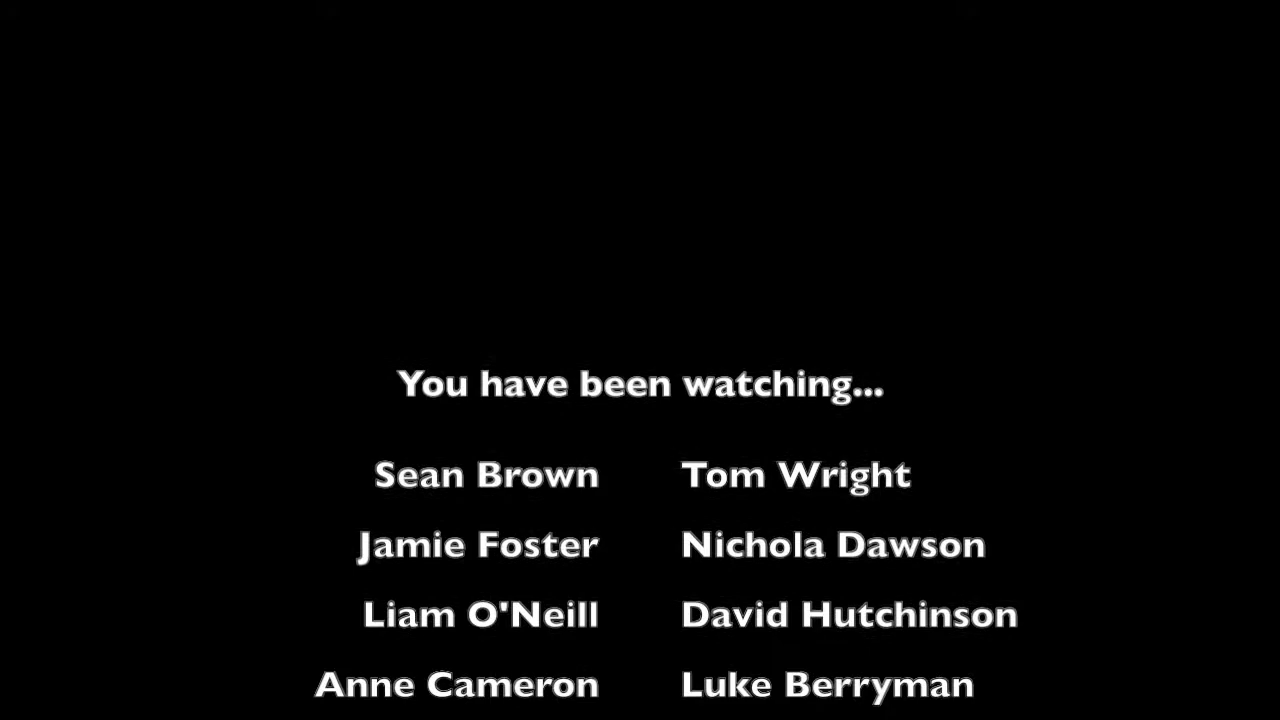 You have been watching...
Sean Brown Tom Wright
Jamie Foster Nichola Dawson
Liam O'Neill David Hutchinson
Anne Cameron Luke Berryman